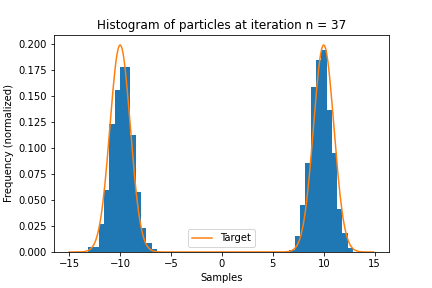 Histogram of particles at iteration n = 37
Frequency (normalized)
0.200
0.175
0.150
0.125
0.100
0.075
0.050
0.025
0.000
Target
−15 −10 −5 0 5 10 15
Samples